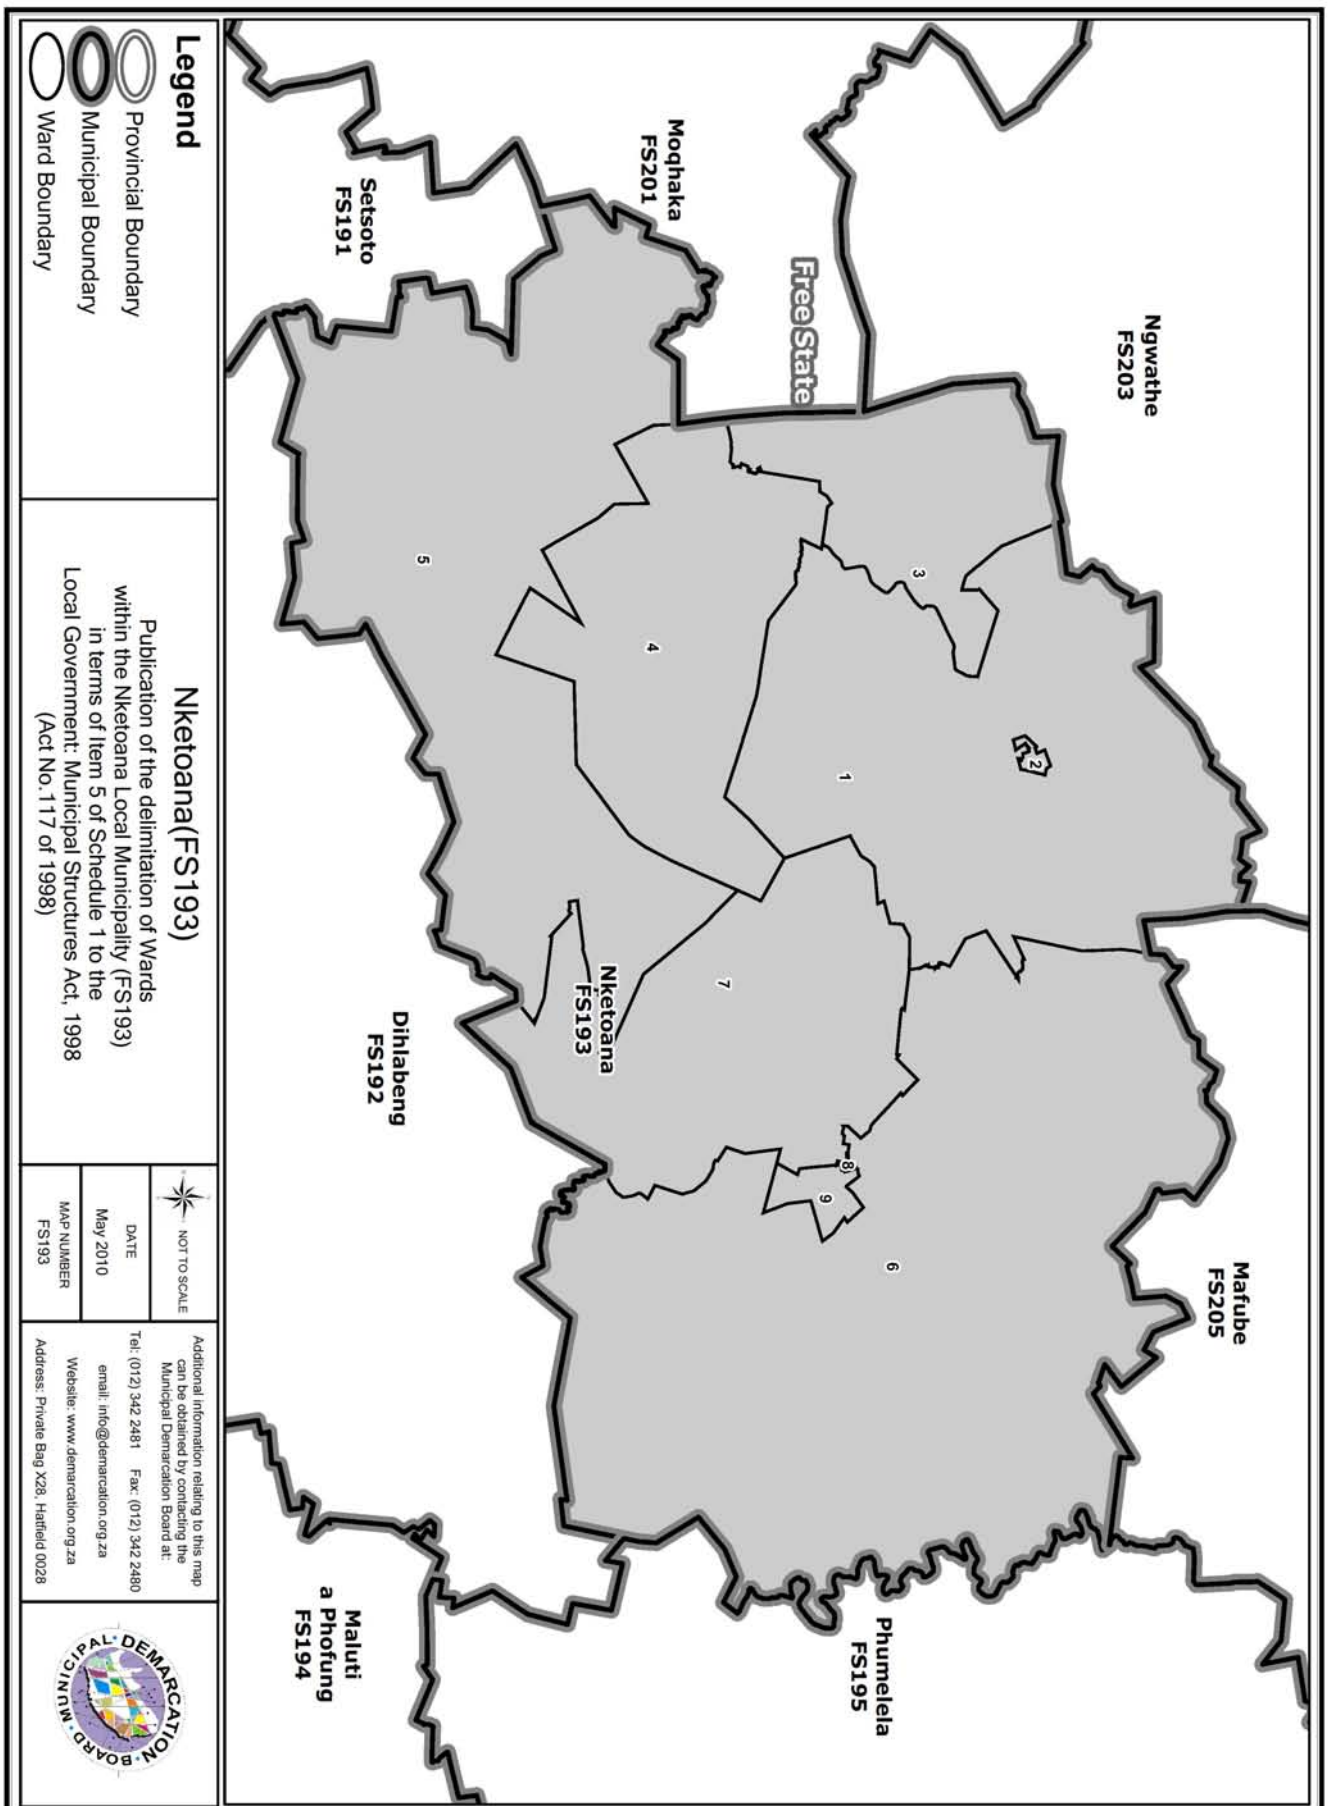 Ngwathe
FS203
Mafube
FS205
Moqhaka
FS201
Free State
Phumelela
FS195
Setsoto
FS191
Nketoana
FS193
Dihlabeng
FS192
Maluti
a Phofung
FS194
1
2
3
4
5
6
7
8
9
Legend
Provincial Boundary
Municipal Boundary
Ward Boundary
Nketoana(FS193)
Publication of the delimitation of Wards
within the Nketoana Local Municipality (FS193)
in terms of Item 5 of Schedule 1 to the
Local Government: Municipal Structures Act, 1998
(Act No.117 of 1998)
NOT TO SCALE
DATE
May 2010
MAP NUMBER
FS193
Additional information relating to this map
can be obtained by contacting the
Municipal Demarcation Board at:
Tel: (012) 342 2481 Fax: (012) 342 2480
email: info@demarcation.org.za
Website: www.demarcation.org.za
Address: Private Bag X28, Hatfield 0028
MUNICIPAL • DEMARCATION • BOARD •